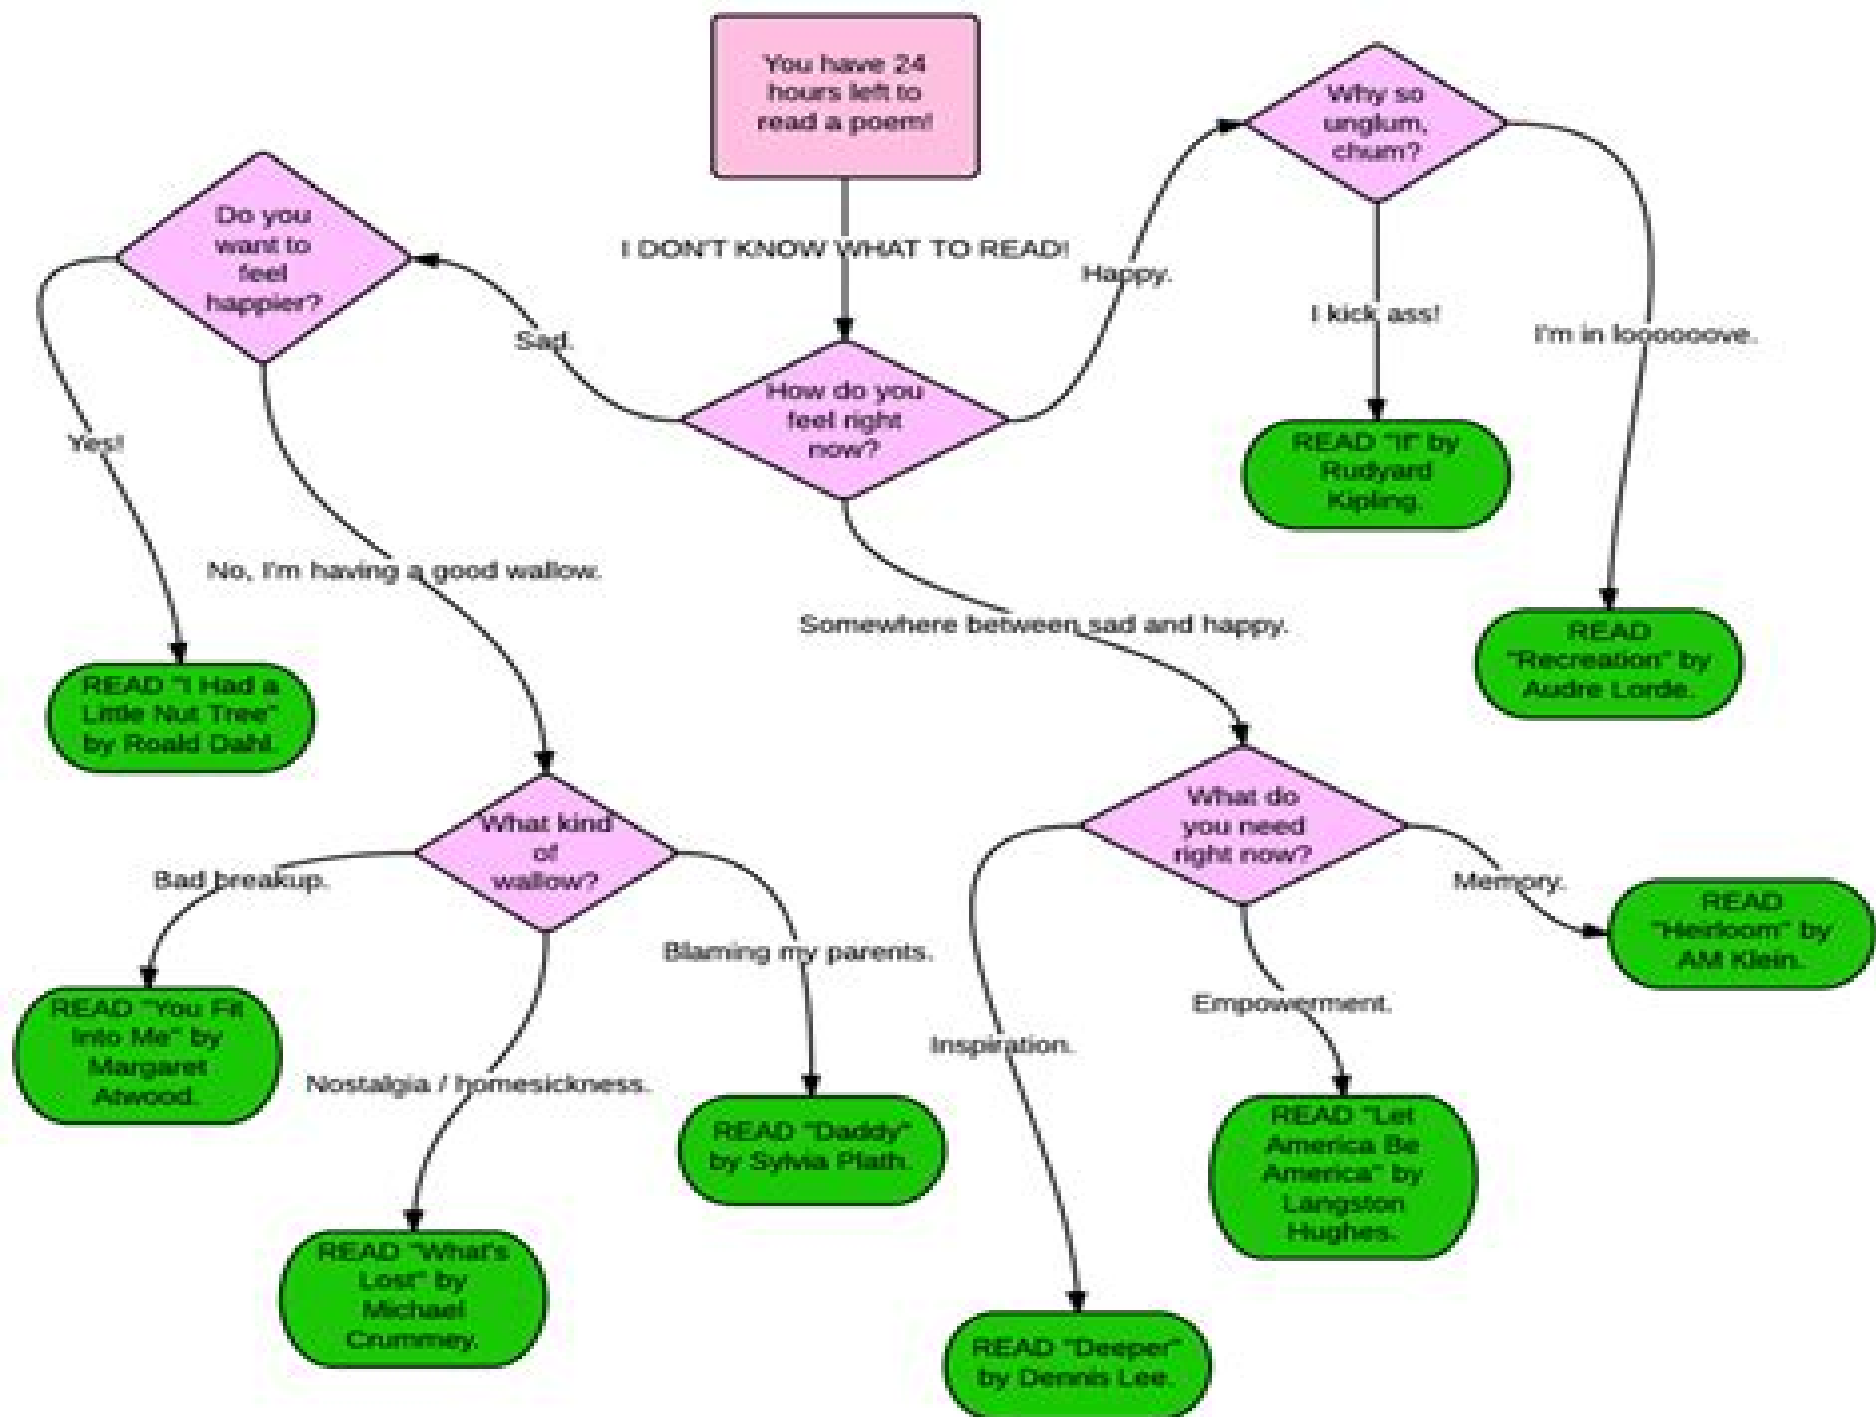 You have 24
hours left to
read a poem!
I DON'T KNOW WHAT TO READ!
How do you
feel right
now?
Happy.
Why so
unglum,
chum?
I kick ass!
READ "If" by
Rudyard
Kipling.
I'm in loooooove.
READ
"Recreation" by
Audre Lorde.
Sad.
Do you
want to
feel
happier?
Yes!
READ "I Had a
Little Nut Tree"
by Roald Dahl.
No, I'm having a good wallow.
What kind
of
wallow?
Bad breakup.
READ "You Fit
Into Me" by
Margaret
Atwood.
Nostalgia / homesickness.
READ "What's
Lost" by
Michael
Crummey.
Blaming my parents.
READ "Daddy"
by Sylvia Plath.
Somewhere between sad and happy.
What do
you need
right now?
Inspiration.
READ "Deeper"
by Dennis Lee.
Empowerment.
READ "Let
America Be
America" by
Langston
Hughes.
Memory.
READ
"Heirloom" by
AM Klein.